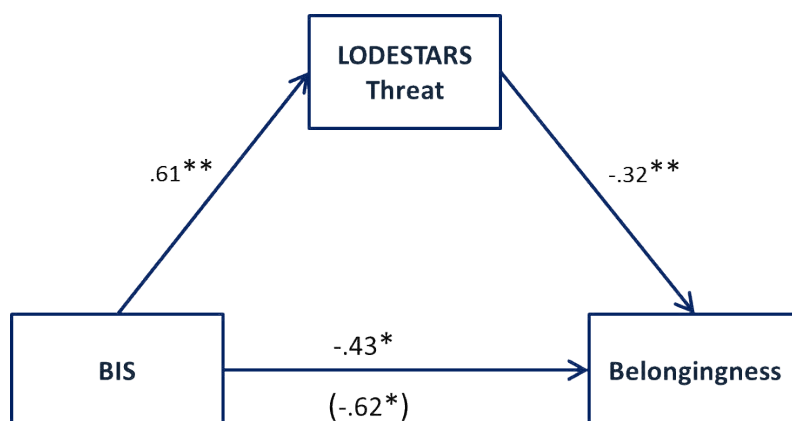 LODESTARS
Threat
.61**
-.32**
-.43*
BIS
Belongingness
(-.62*)